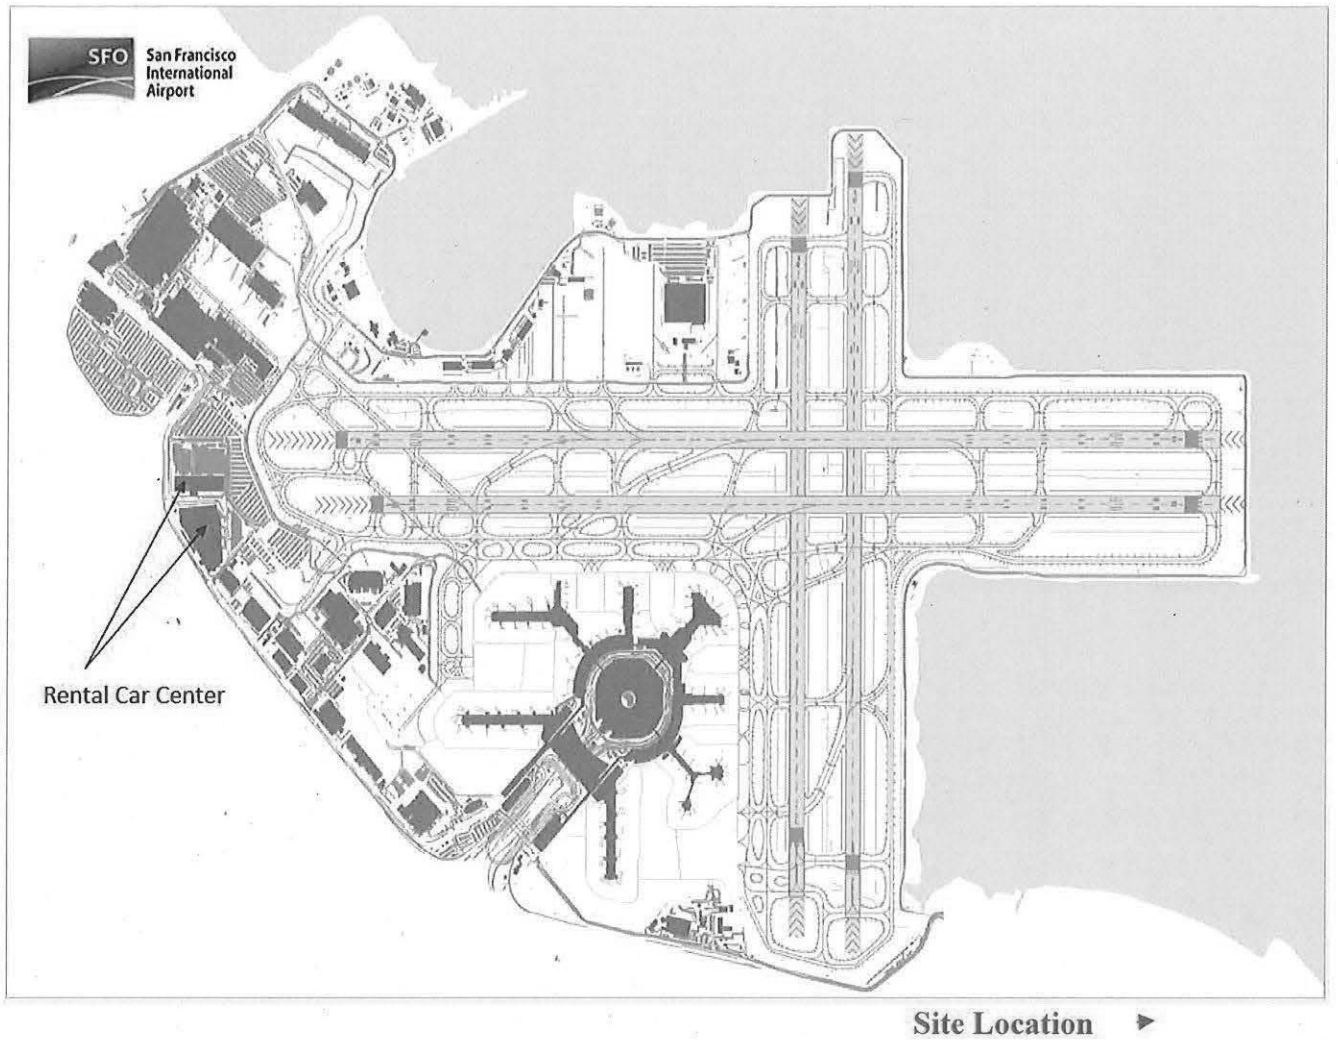 SFO
San Francisco
International
Airport
Rental Car Center
Site Location